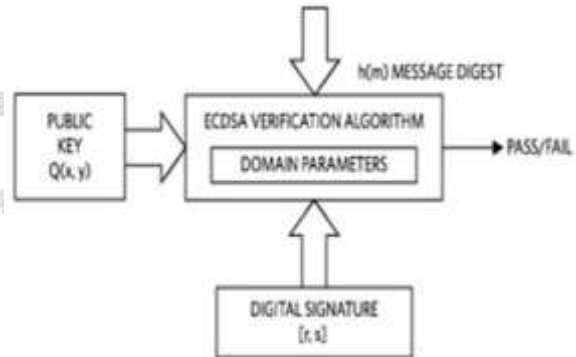 h(m) MESSAGE DIGEST
PUBLIC
KEY
Q(x, y)
ECDSA VERIFICATION ALGORITHM
DOMAIN PARAMETERS
PASS/FAIL
DIGITAL SIGNATURE
[r, s]